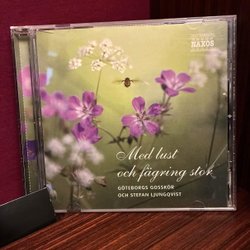 NAXOS
Med lust
och fägring stor
GÖTEBORGS GOSSKÖR
OCH STEFAN LJUNGQVIST